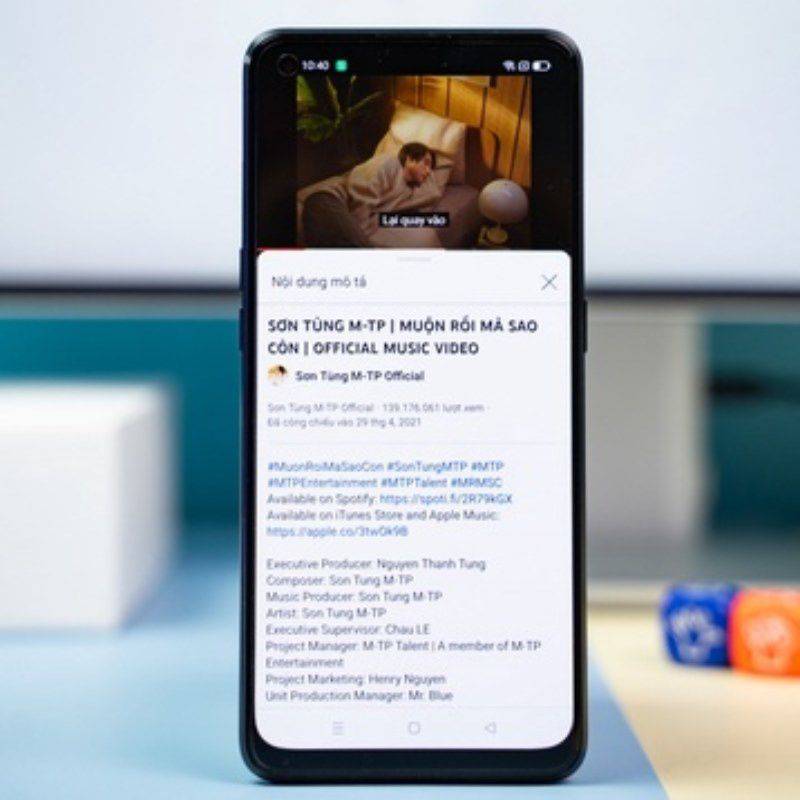 10:40
Lại quay vào
Nội dung mô tả
SƠN TÙNG M-TP | MUỘN RỒI MÀ SAO
CÒN | OFFICIAL MUSIC VIDEO
Sơn Tùng M-TP Official
Sơn Tùng M-TP Official · 139.176.061 lượt xem ·
Đã công chiếu vào 29 thg 4, 2021
#MuonRoiMaSaoCon #SonTungMTP #MTP
#MTPEntertainment #MTPTalent #MRMSC
Available on Spotify: https://spoti.fi/2R79kGX
Available on iTunes Store and Apple Music:
https://apple.co/3twOk9B
Executive Producer: Nguyen Thanh Tung
Composer: Son Tung M-TP
Music Producer: Son Tung M-TP
Artist: Son Tung M-TP
Executive Supervisor: Chau LE
Project Manager: M-TP Talent | A member of M-TP
Entertainment
Project Marketing: Henry Nguyen
Unit Production Manager: Mr. Blue